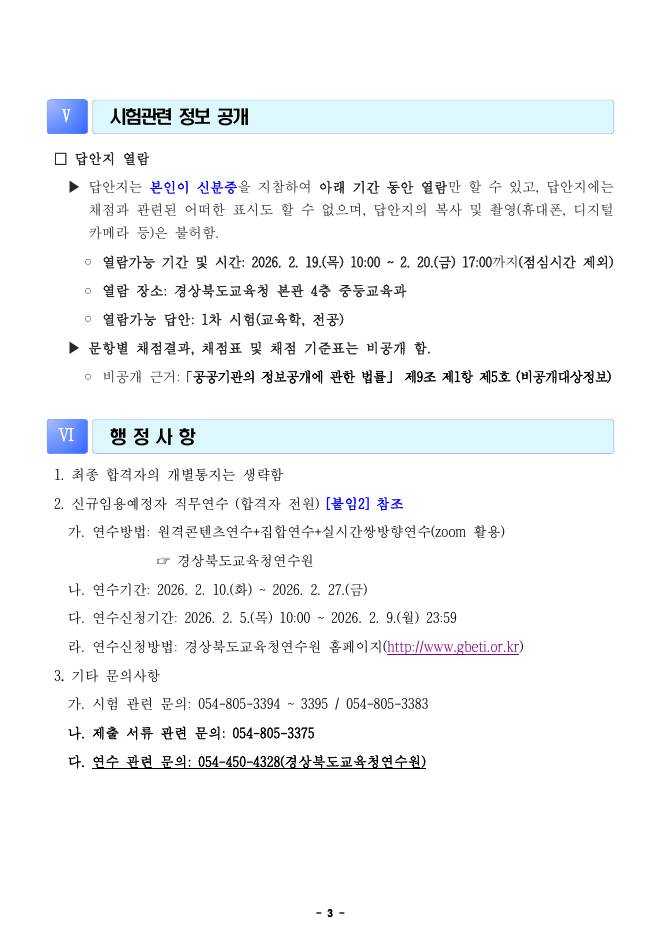 Ⅴ 시험관련 정보 공개
□ 답안지 열람
▶ 답안지는 본인이 신분증을 지참하여 아래 기간 동안 열람만 할 수 있고, 답안지에는
채점과 관련된 어떠한 표시도 할 수 없으며, 답안지의 복사 및 촬영(휴대폰, 디지털
카메라 등)은 불허함.
○ 열람가능 기간 및 시간: 2026. 2. 19.(목) 10:00 ~ 2. 20.(금) 17:00까지(점심시간 제외)
○ 열람 장소: 경상북도교육청 본관 4층 중등교육과
○ 열람가능 답안: 1차 시험(교육학, 전공)
▶ 문항별 채점결과, 채점표 및 채점 기준표는 비공개 함.
○ 비공개 근거: 「공공기관의 정보공개에 관한 법률」 제9조 제1항 제5호 (비공개대상정보)
Ⅵ 행 정 사 항
1. 최종 합격자의 개별통지는 생략함
2. 신규임용예정자 직무연수 (합격자 전원) [붙임2] 참조
가. 연수방법: 원격콘텐츠연수+집합연수+실시간쌍방향연수(zoom 활용)
☞ 경상북도교육청연수원
나. 연수기간: 2026. 2. 10.(화) ~ 2026. 2. 27.(금)
다. 연수신청기간: 2026. 2. 5.(목) 10:00 ~ 2026. 2. 9.(월) 23:59
라. 연수신청방법: 경상북도교육청연수원 홈페이지(http://www.gbeti.or.kr)
3. 기타 문의사항
가. 시험 관련 문의: 054-805-3394 ~ 3395 / 054-805-3383
나. 제출 서류 관련 문의: 054-805-3375
다. 연수 관련 문의: 054-450-4328(경상북도교육청연수원)
- 3 -